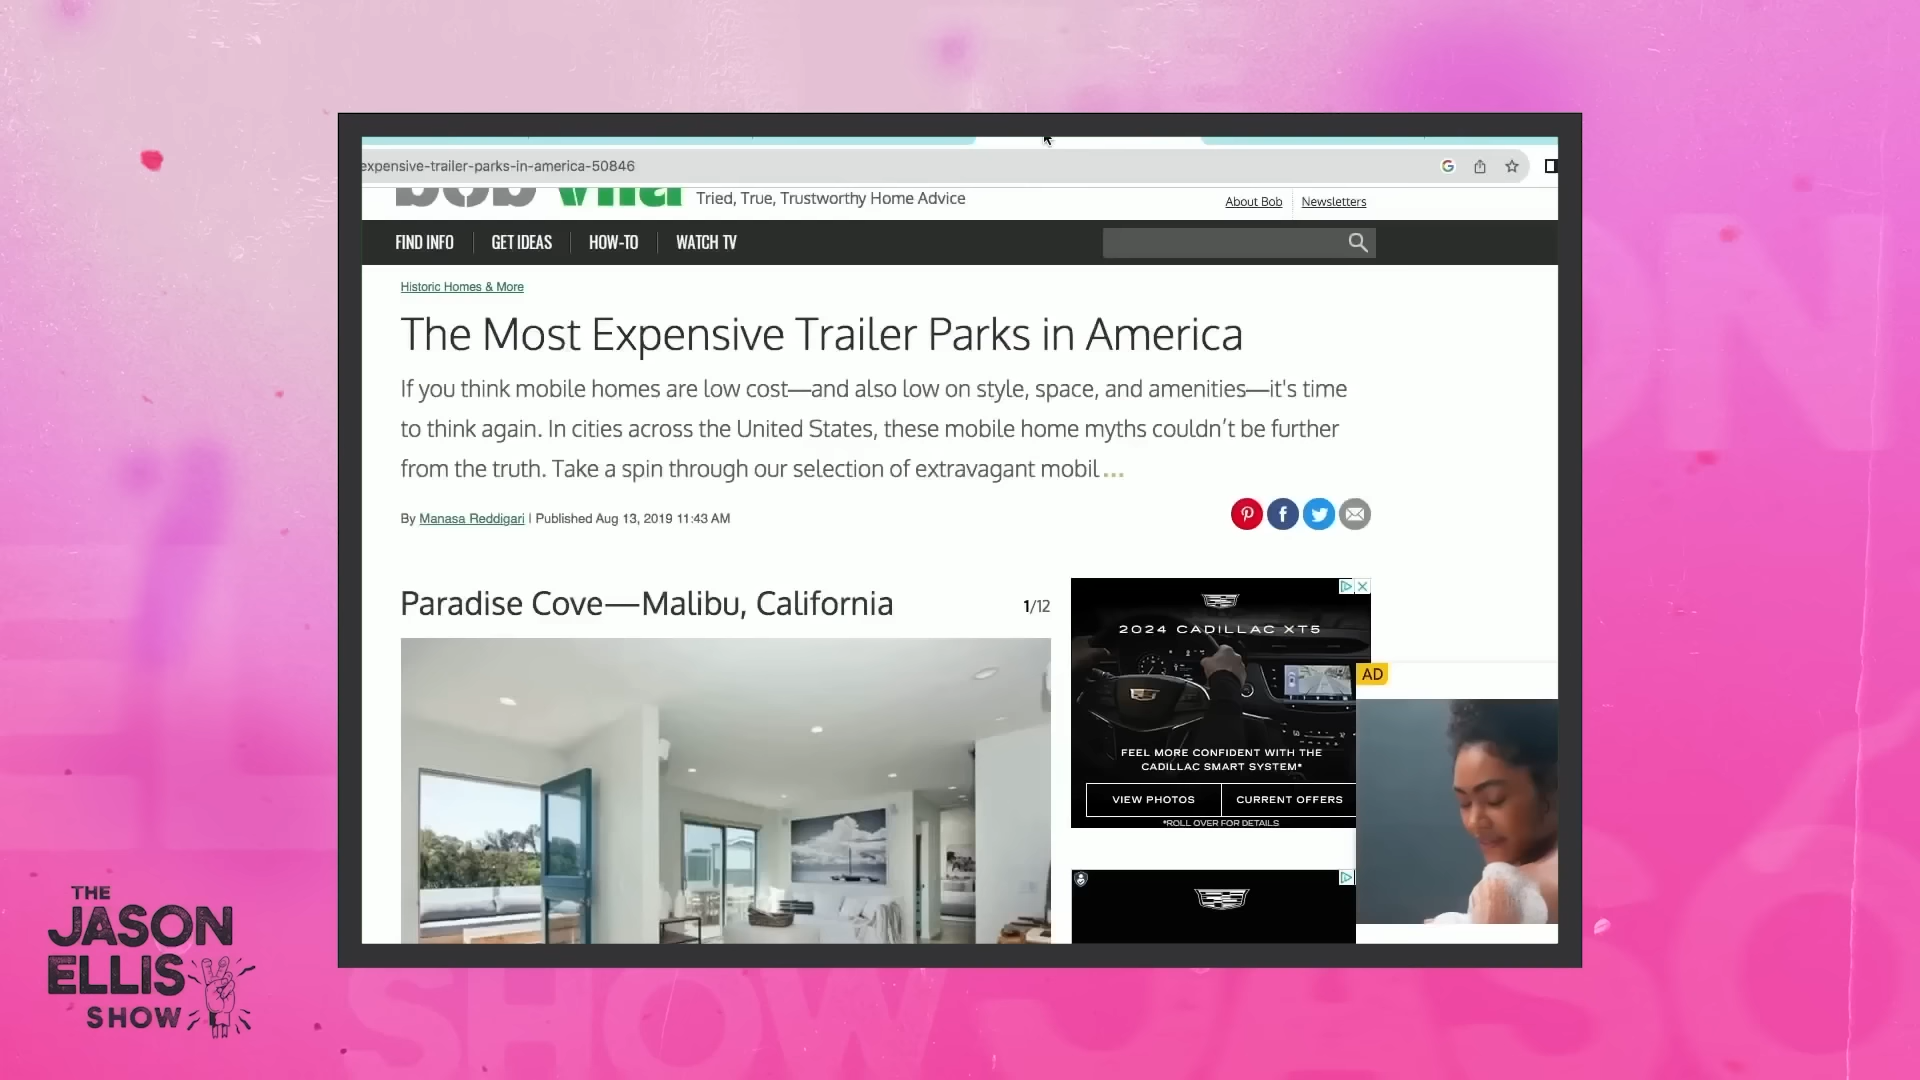 expensive-trailer-parks-in-america-50846
bob vila
Tried, True, Trustworthy Home Advice
About Bob
Newsletters
FIND INFO
GET IDEAS
HOW-TO
WATCH TV
Historic Homes & More
The Most Expensive Trailer Parks in America
If you think mobile homes are low cost—and also low on style, space, and amenities—it's time
to think again. In cities across the United States, these mobile home myths couldn't be further
from the truth. Take a spin through our selection of extravagant mobil ...
By Manasa Reddigari | Published Aug 13, 2019 11:43 AM
Paradise Cove—Malibu, California
1/12
2024 CADILLAC XT5
FEEL MORE CONFIDENT WITH THE
CADILLAC SMART SYSTEM*
VIEW PHOTOS
CURRENT OFFERS
*ROLL OVER FOR DETAILS
AD
THE
JASON
ELLIS
SHOW